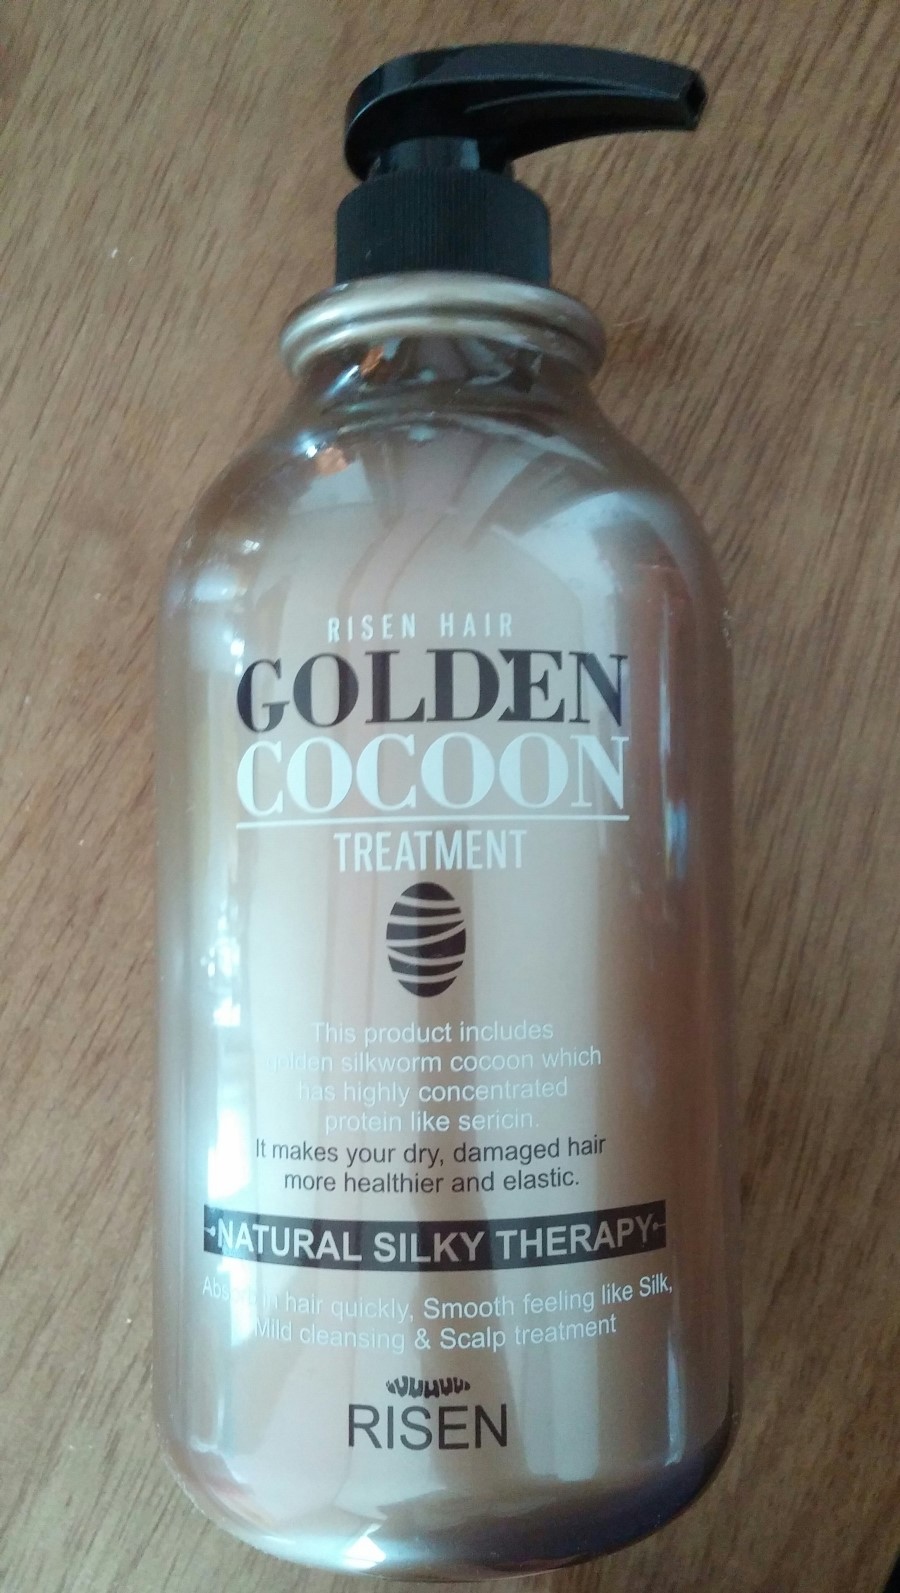 RISEN HAIR
GOLDEN
COCOON
TREATMENT
This product includes
golden silkworm cocoon which
has highly concentrated
protein like sericin.
It makes your dry, damaged hair
more healthier and elastic.
NATURAL SILKY THERAPY
in hair quickly, Smooth feeling like Silk,
Mild cleansing & Scalp treatment
RISEN